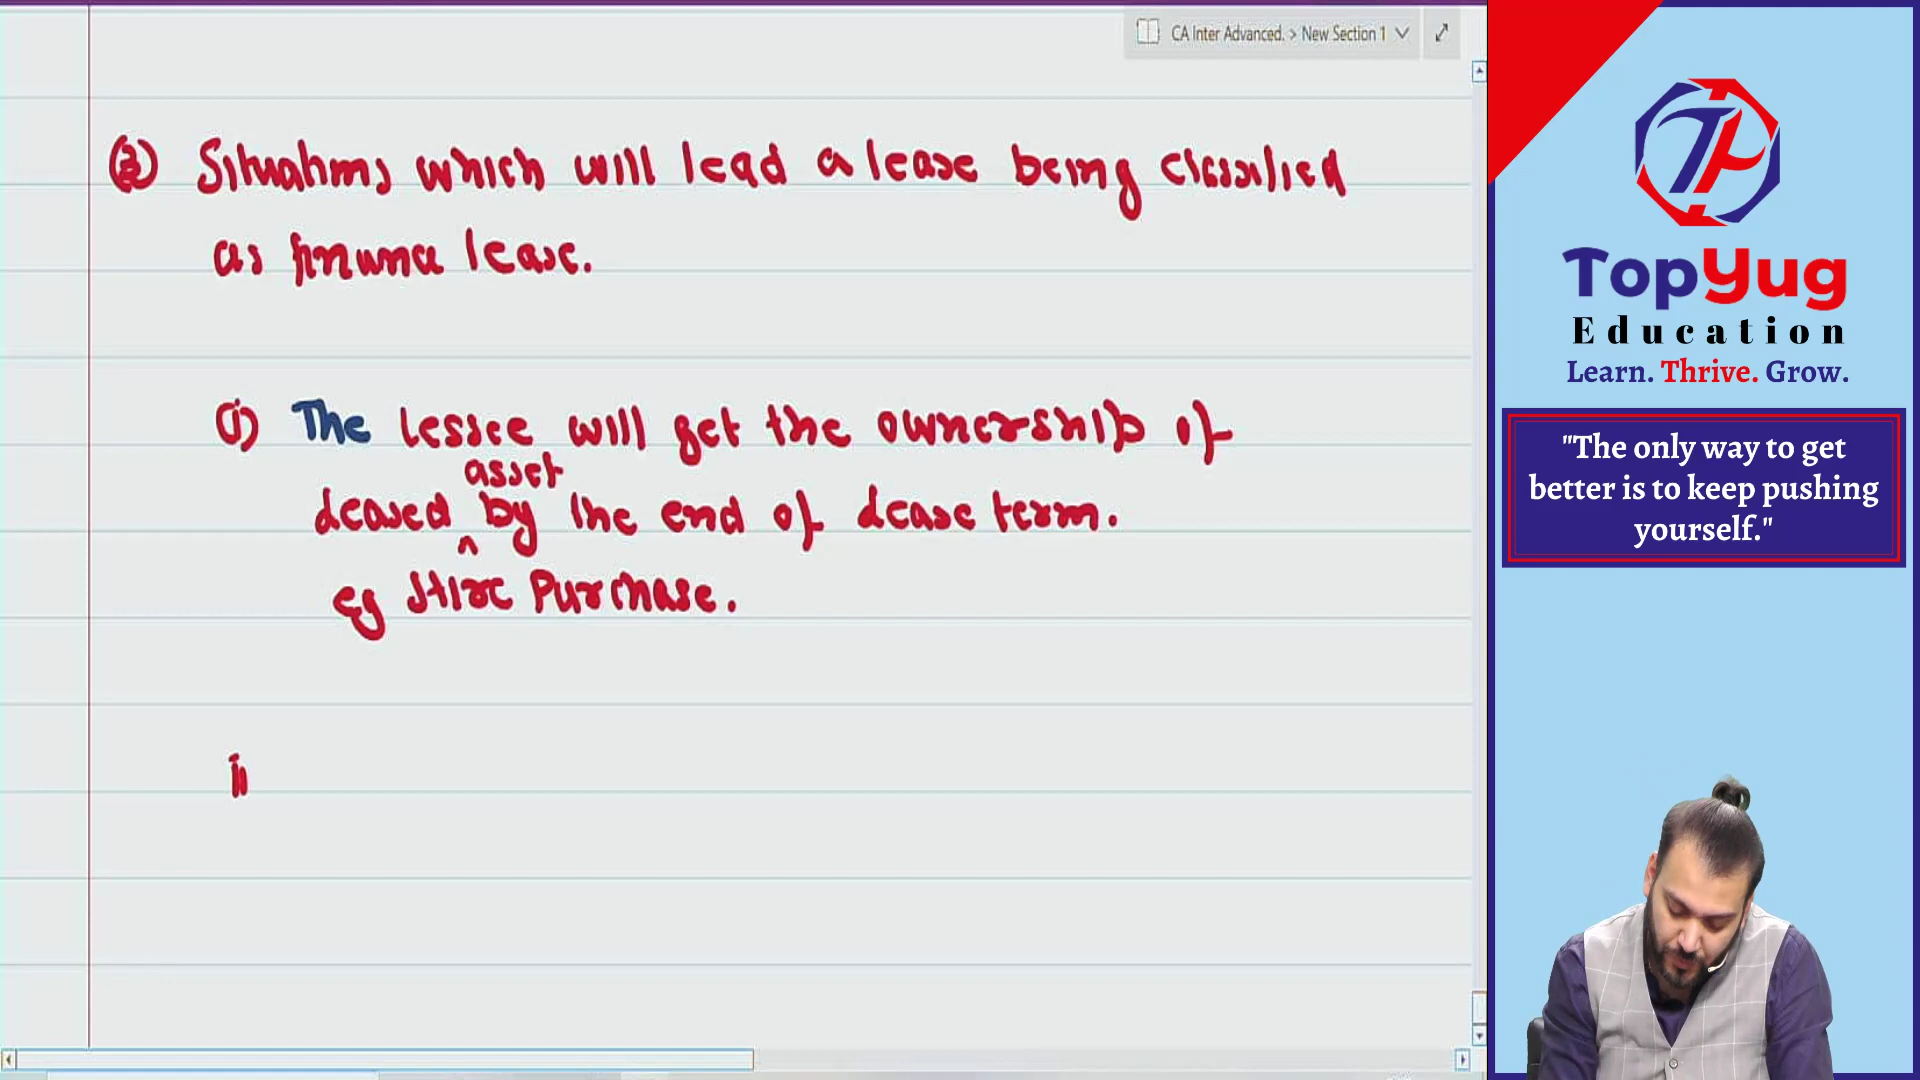 CA Inter Advanced. > New Section 1
② Situations which will lead a lease being classified
as finance lease.
(i) The lessee will get the ownership of
asset
leased ^ by the end of lease term.
eg Hire Purchase.
ii
TopYug
Education
Learn. Thrive. Grow.
"The only way to get
better is to keep pushing
yourself."